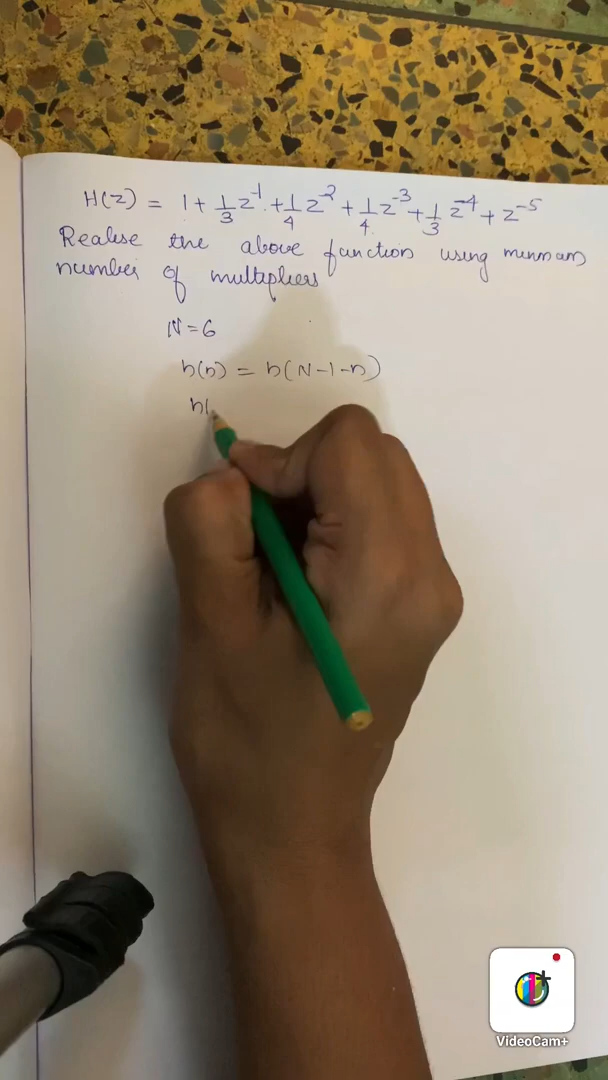 H(z) = 1 + 1/3 z^-1 + 1/4 z^-2 + 1/4 z^-3 + 1/3 z^-4 + z^-5
Realise the above function using
number of multipliers
N=6
h(n) = h(N-1-n)
h(
VideoCam+